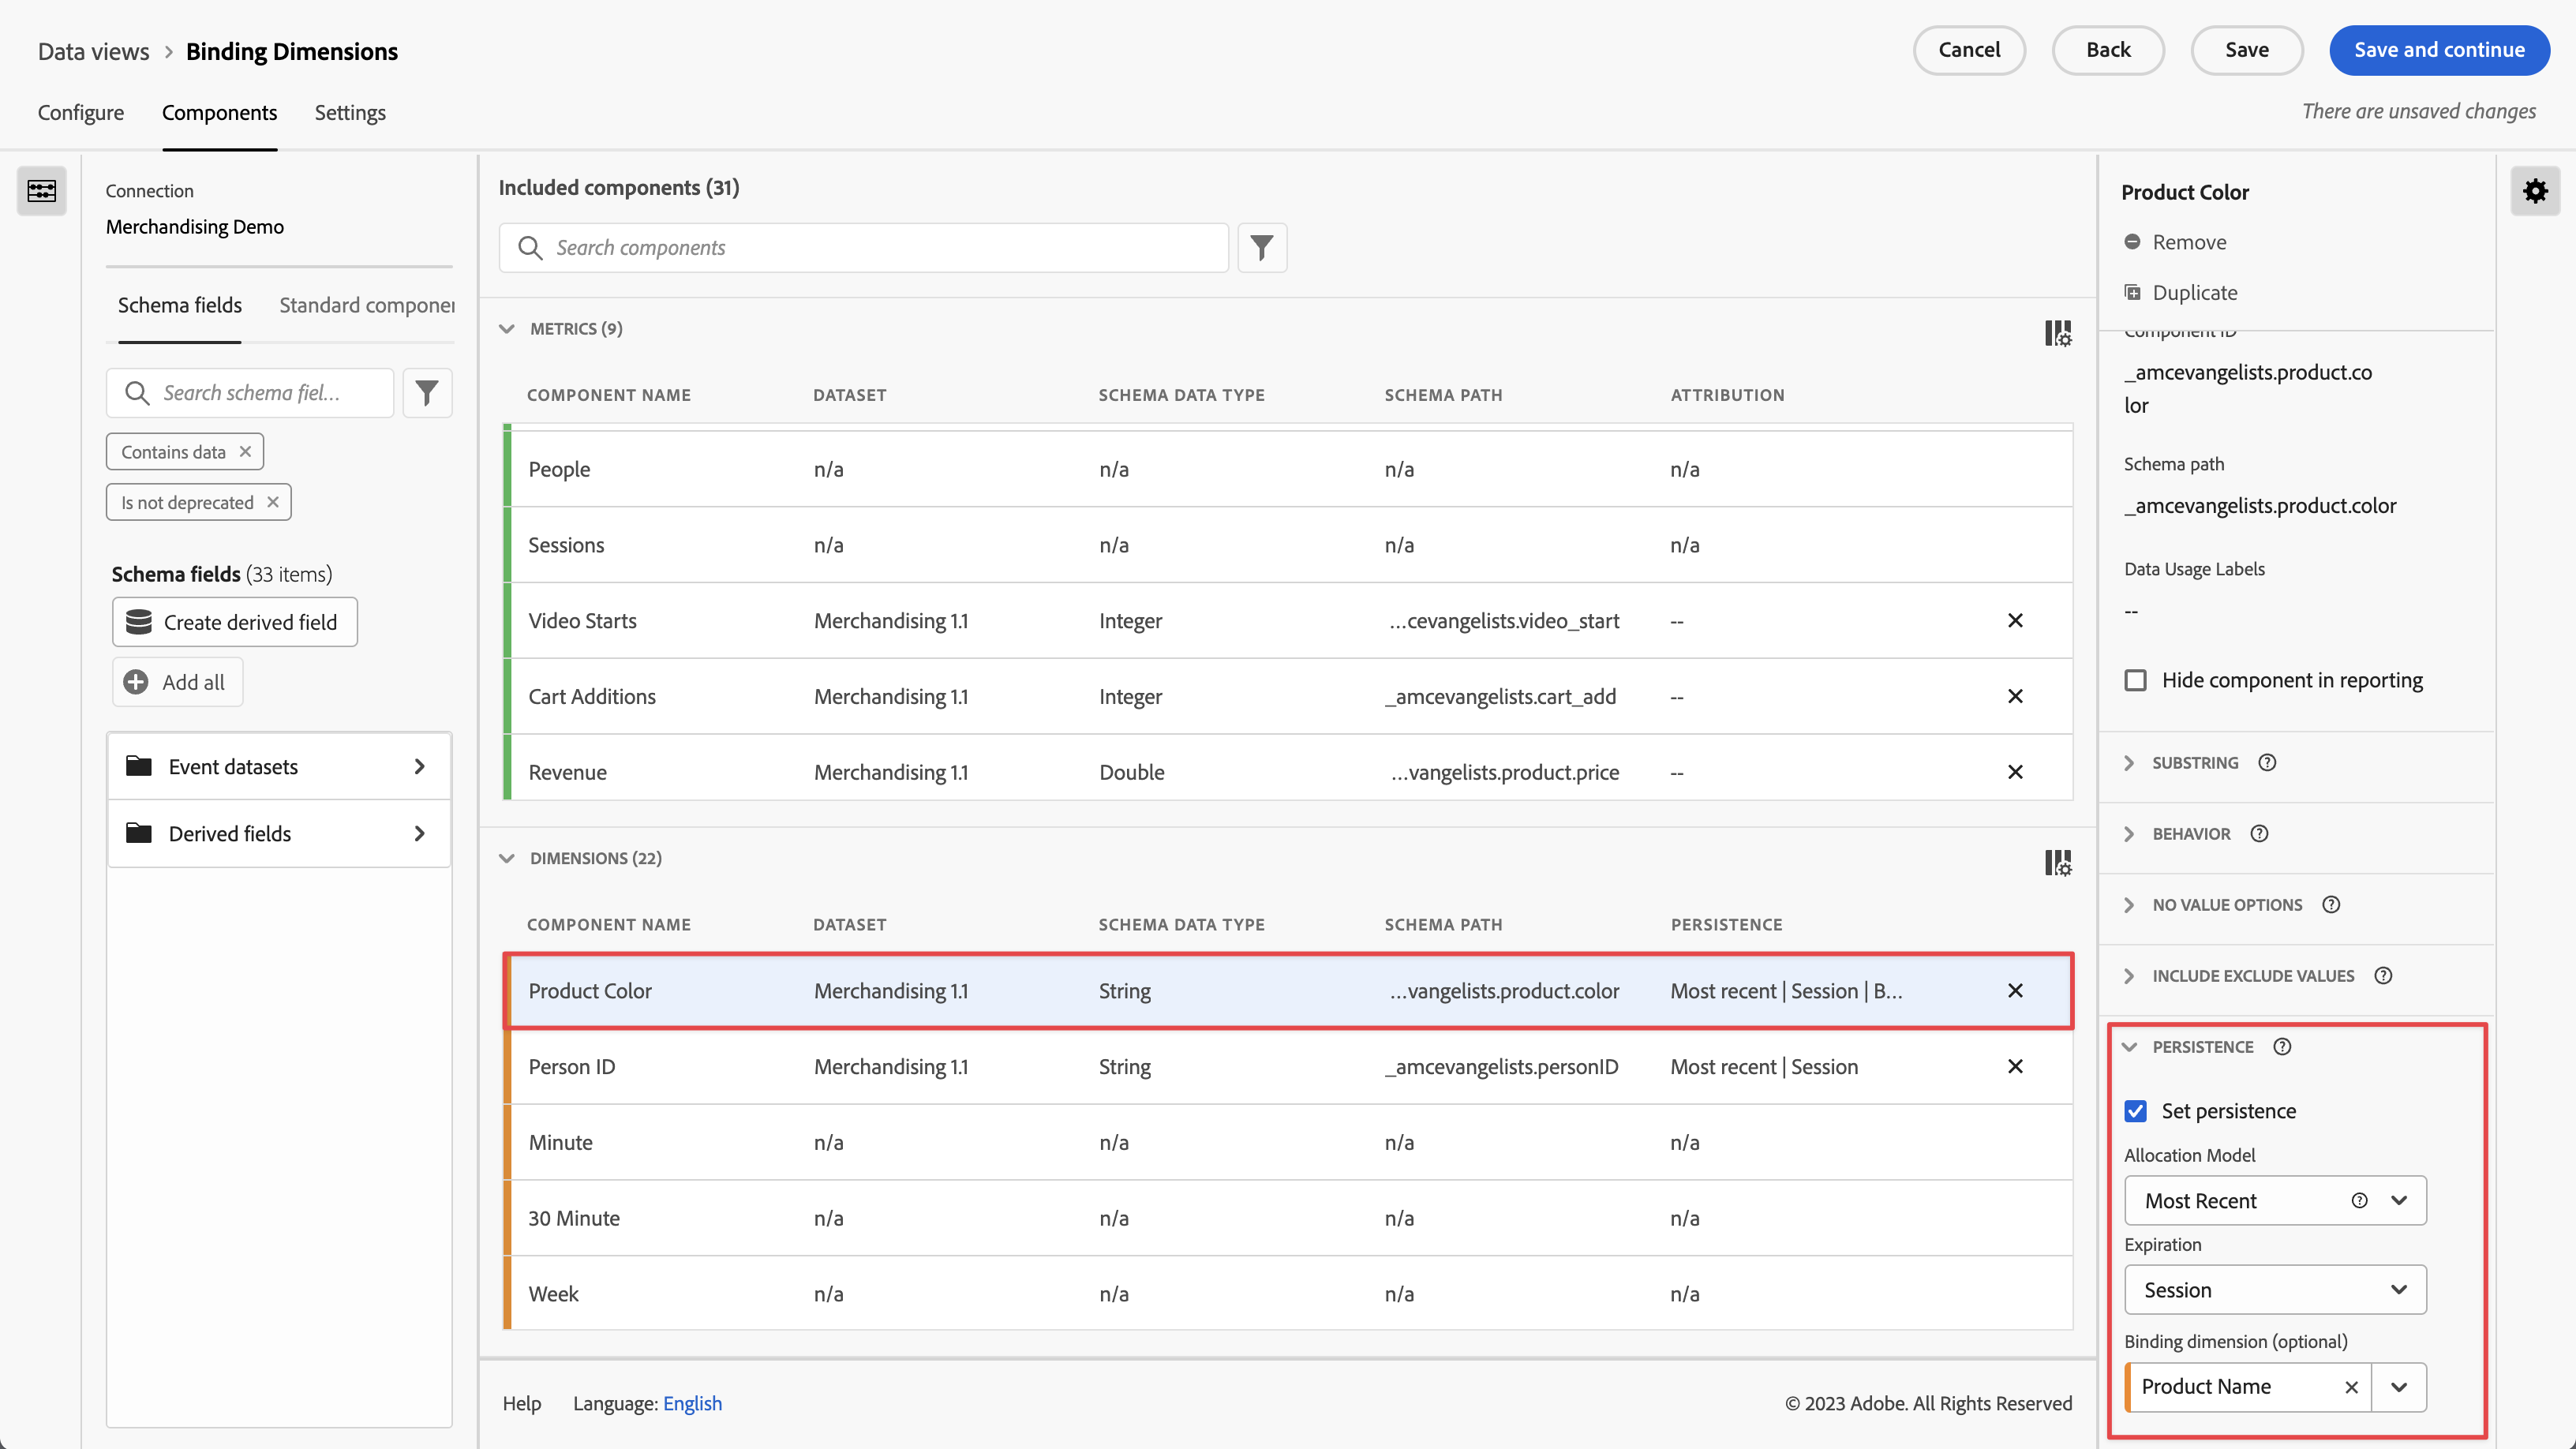 Data views > Binding Dimensions
Cancel
Back
Save
Save and continue
Configure
Components
Settings
There are unsaved changes
Connection
Merchandising Demo
Schema fields
Standard componen
Search schema fiel...
Contains data
Is not deprecated
Schema fields (33 items)
Create derived field
Add all
Event datasets
Derived fields
Included components (31)
Search components
METRICS (9)
COMPONENT NAME DATASET SCHEMA DATA TYPE SCHEMA PATH ATTRIBUTION
People n/a n/a n/a n/a
Sessions n/a n/a n/a n/a
Video Starts Merchandising 1.1 Integer ...cevangelists.video_start --
Cart Additions Merchandising 1.1 Integer _amcevangelists.cart_add --
Revenue Merchandising 1.1 Double ...vangelists.product.price --
DIMENSIONS (22)
COMPONENT NAME DATASET SCHEMA DATA TYPE SCHEMA PATH PERSISTENCE
Product Color Merchandising 1.1 String ...vangelists.product.color Most recent | Session | B...
Person ID Merchandising 1.1 String _amcevangelists.personID Most recent | Session
Minute n/a n/a n/a n/a
30 Minute n/a n/a n/a n/a
Week n/a n/a n/a n/a
Help
Language: English
© 2023 Adobe. All Rights Reserved
Product Color
Remove
Duplicate
Component ID
_amcevangelists.product.co
lor
Schema path
_amcevangelists.product.color
Data Usage Labels
--
Hide component in reporting
SUBSTRING
BEHAVIOR
NO VALUE OPTIONS
INCLUDE EXCLUDE VALUES
PERSISTENCE
Set persistence
Allocation Model
Most Recent
Expiration
Session
Binding dimension (optional)
Product Name